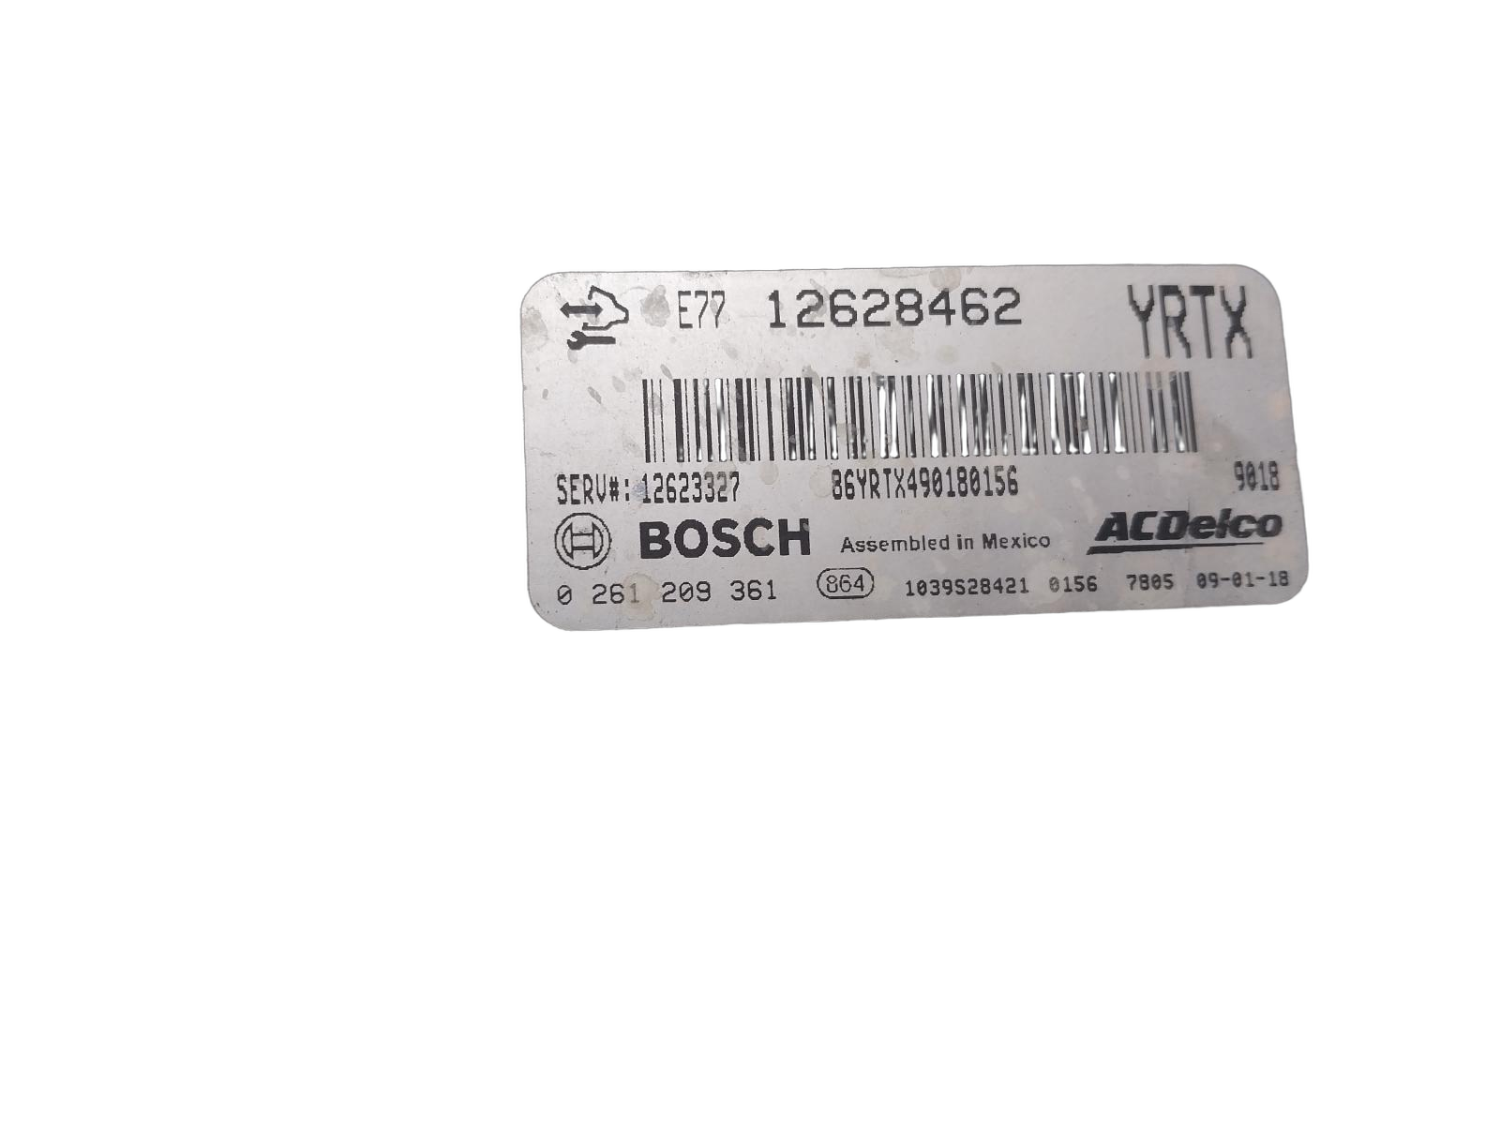 E77 12628462 YRTX
SERV#: 12623327 86YRTX490180156 9018
BOSCH Assembled in Mexico ACDelco
0 261 209 361 864 1039S28421 0156 7805 09-01-18